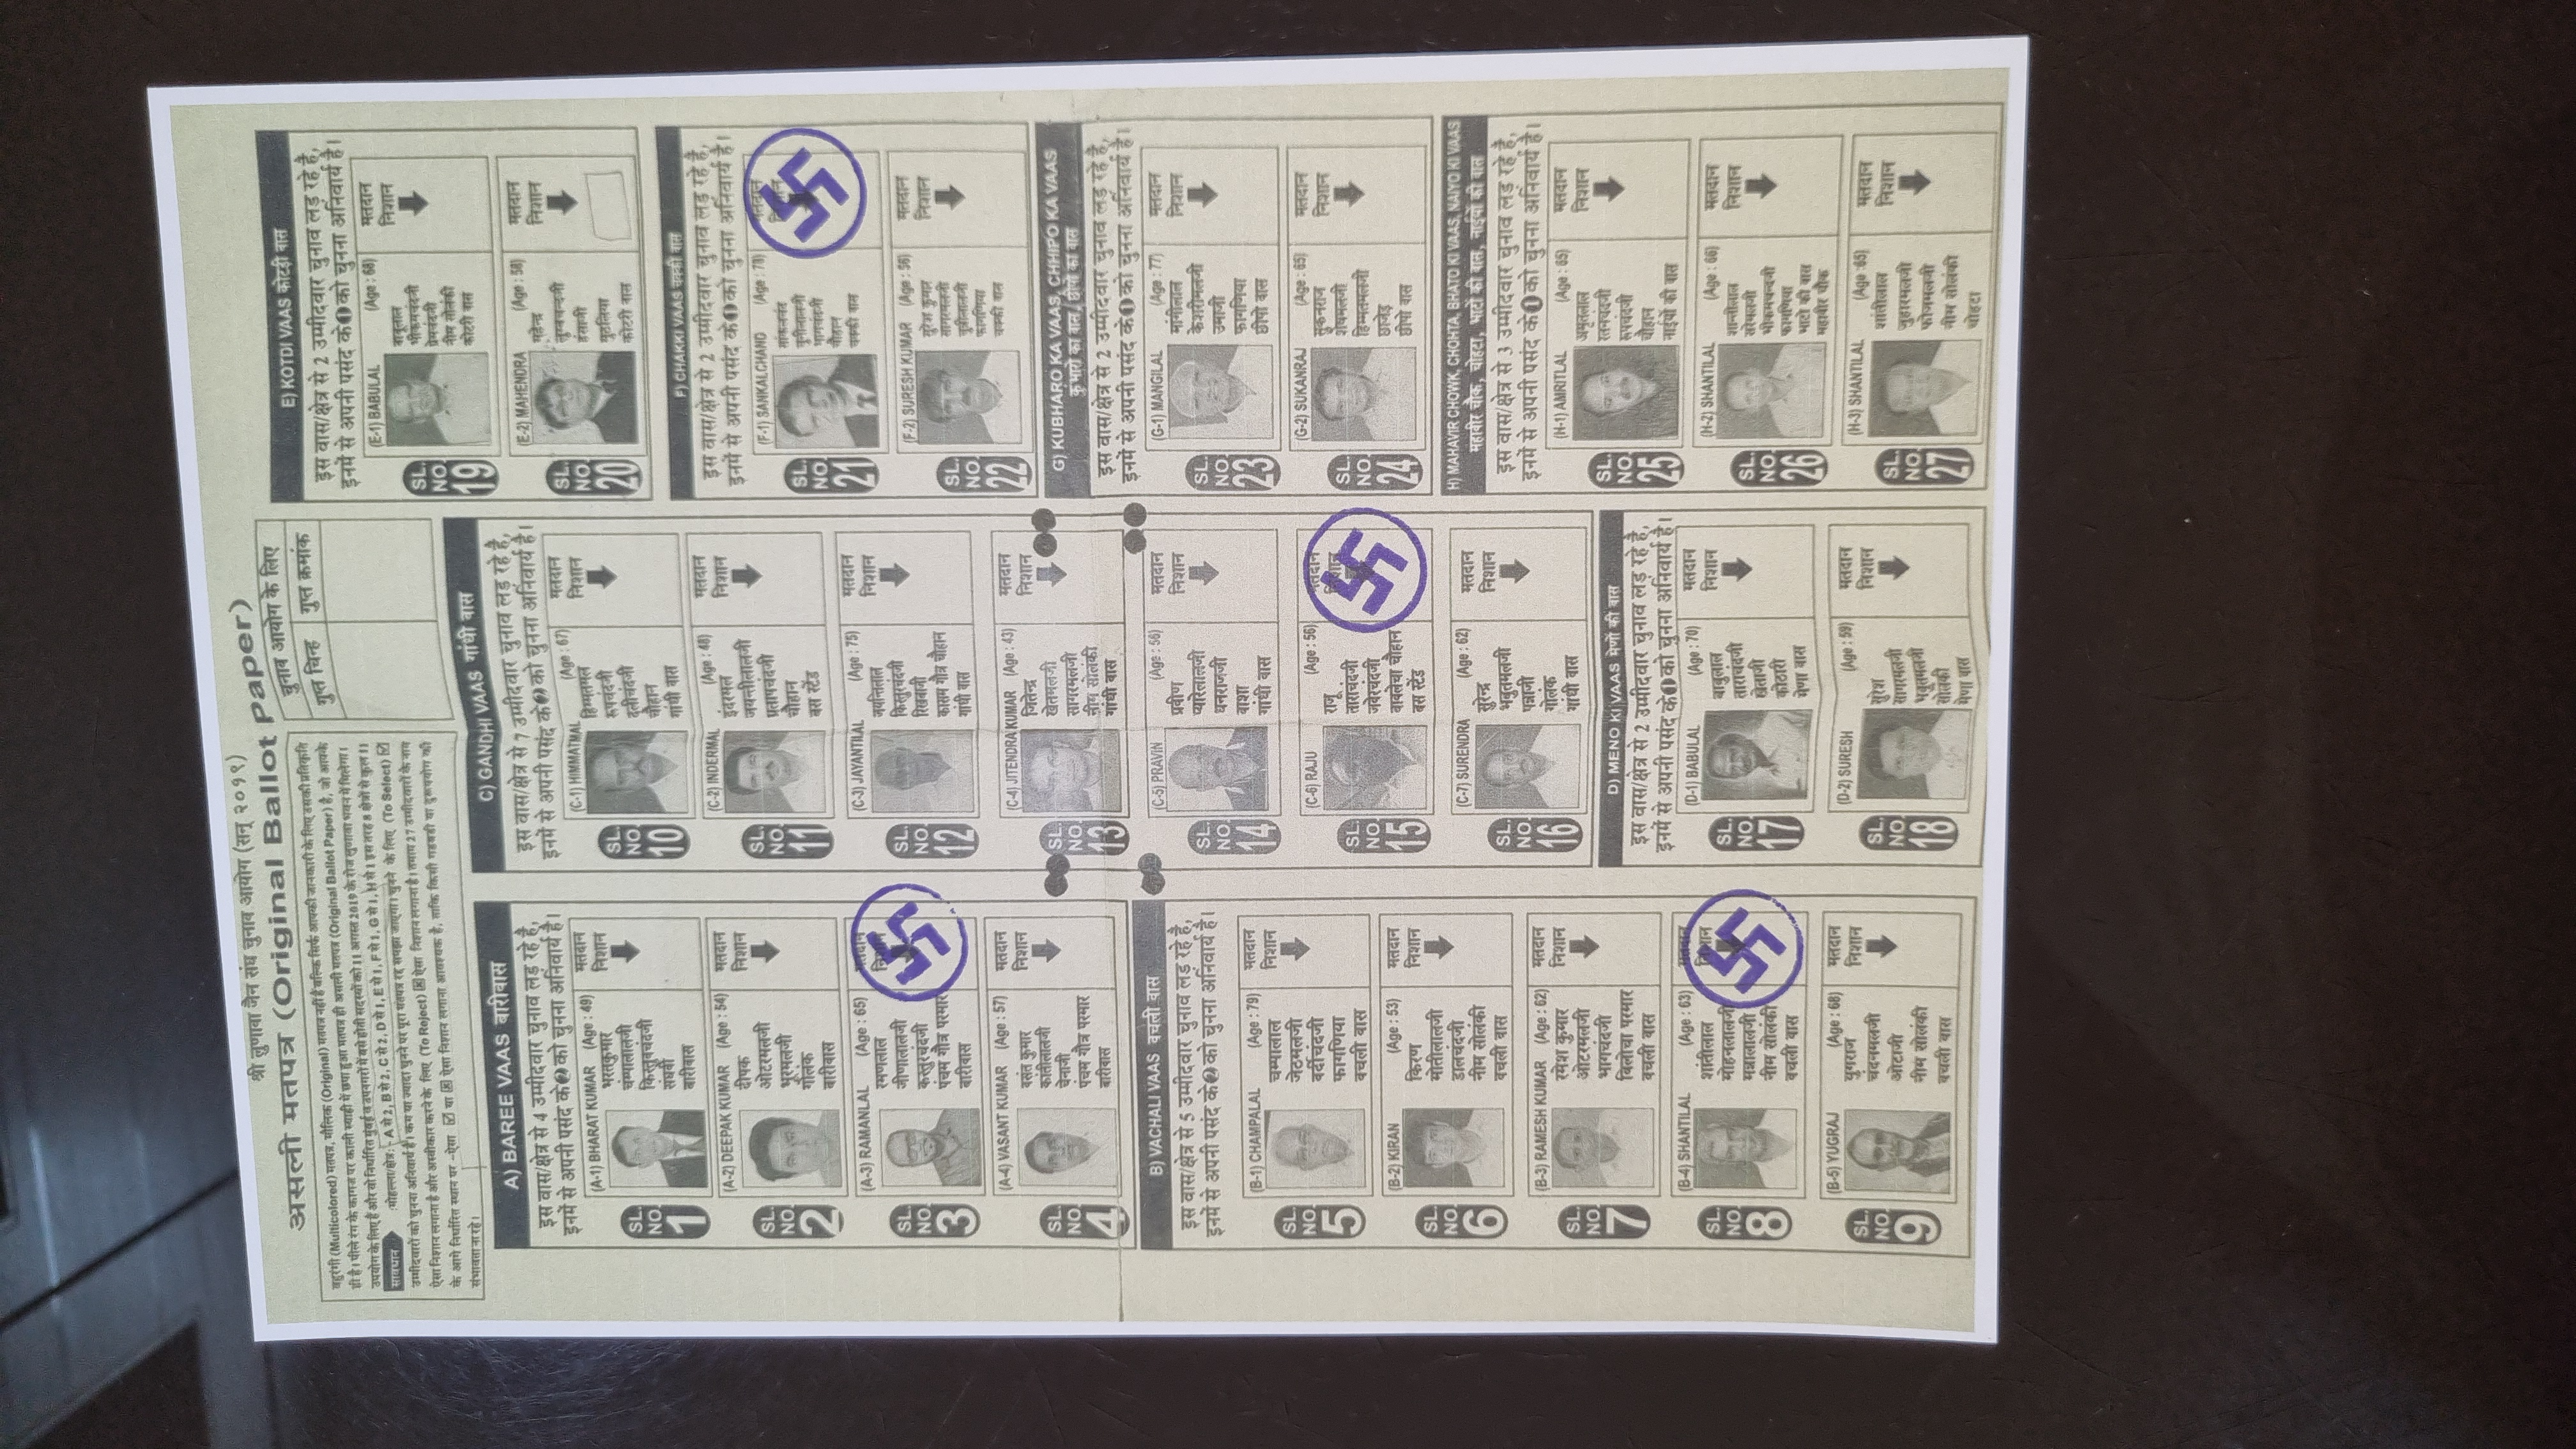 श्री लुणावा जैन संघ चुनाव आयोग (सन् २०१९)
असली मतपत्र (Original Ballot Paper)
बहुरंगी (Multicolored) मतपत्र, मौलिक (Original) मतपत्र नहीं है बल्कि सिर्फ आपकी जानकारी के लिए उसकी प्रतिकृति
ही है। पीले रंग के कागज पर काली स्याही में छपा हुआ मतपत्र ही असली मतपत्र (Original Ballot Paper) है, जो आपके
उपयोग के लिए हैं और वो निर्धारित मुंबई व उपनगरों में बसे होती सदस्यों को 11 अगस्त 2019 के रोज लुणावा भवन में मिलेगा।
सावधान :मोहल्ला/क्षेत्र:- A से 2, B से 2, C से 2, D से 1, E से 1, F से 1, G से 1, H से 1 इस तरह 8 क्षेत्रों से कुल 11
उम्मीदवारों को चुनना अनिवार्य है। कम या ज्यादा चुनने पर पूरा मतपत्र रद्द समझा जाएगा। चुनने के लिए (To Select) ☑
ऐसा निशान लगाना है और अस्वीकार करने के लिए (To Reject) ☒ ऐसा निशान लगाना है। तमाम 27 उम्मीदवारों के नाम
के आगे निर्धारित स्थान पर -ऐसा ☑ या ☒ ऐसा निशान लगाना आवश्यक है, ताकि किसी गडबडी या दुरूपयोग की
संभावता ना रहे।
चुनाव आयोग के लिए
गुप्त चिन्ह गुप्त क्रमांक
A) BAREE VAAS बारीवास
इस वास/क्षेत्र से 4 उम्मीदवार चुनाव लड़ रहे है,
इनमें से अपनी पसंद के 2 को चुनना अनिवार्य है।
SL. NO. 1
(A-1) BHARAT KUMAR (Age : 49)
भरतकुमार
चंम्पालालजी
किस्तुवचंदजी
संघवी
बारीवास
मतदान
निशान
SL. NO. 2
(A-2) DEEPAK KUMAR (Age : 54)
दीपक
ओटरमलजी
भूरमलजी
गोलंक
बारीवास
मतदान
निशान
SL. NO. 3
(A-3) RAMANLAL (Age : 65)
रमणलाल
जीणालालजी
कस्तुरचंदजी
पंचम गौत्र परमार
बारीवास
मतदान
निशान
SL. NO. 4
(A-4) VASANT KUMAR (Age : 57)
वसंत कुमार
कांतीलालजी
चेनाजी
पंचम गौत्र परमार
बारीवास
मतदान
निशान
B) VACHALI VAAS वचली वास
इस वास/क्षेत्र से 5 उम्मीदवार चुनाव लड़ रहे है,
इनमें से अपनी पसंद के 2 को चुनना अनिवार्य है।
SL. NO. 5
(B-1) CHAMPALAL (Age : 79)
चम्पालाल
जेठमलजी
वर्दीचंदजी
फागणिया
वचली वास
मतदान
निशान
SL. NO. 6
(B-2) KIRAN (Age : 53)
किरण
मोतीलालजी
डालचंदजी
नीम सोलंकी
वचली वास
मतदान
निशान
SL. NO. 7
(B-3) RAMESH KUMAR (Age : 62)
रमेश कुमार
ओटरमलजी
भागचंदजी
बिलोचा परमार
वचली वास
मतदान
निशान
SL. NO. 8
(B-4) SHANTILAL (Age : 63)
शांतीलाल
मोहनलालजी
मन्नालालजी
नीम सोलंकी
वचली वास
मतदान
निशान
SL. NO. 9
(B-5) YUGRAJ (Age : 68)
युगराज
चंदनमलजी
ओटाजी
नीम सोलंकी
वचली वास
मतदान
निशान
C) GANDHI VAAS गांधी वास
इस वास/क्षेत्र से 7 उम्मीदवार चुनाव लड़ रहे है,
इनमें से अपनी पसंद के 2 को चुनना अनिवार्य है।
SL. NO. 10
(C-1) HIMMATMAL (Age : 67)
हिम्मतमल
रूपचंदजी
दलीचंदजी
चौहान
गांधी वास
मतदान
निशान
SL. NO. 11
(C-2) INDERMAL (Age : 48)
इंदरमल
जयन्तीलालजी
प्रतापचंदजी
चौहान
बस स्टेंड
मतदान
निशान
SL. NO. 12
(C-3) JAYANTILAL (Age : 75)
जयन्तिलाल
किस्तुरचंदजी
रिखबाजी
कासम गौत्र चौहान
गांधी वास
मतदान
निशान
SL. NO. 13
(C-4) JITENDRA KUMAR (Age : 43)
जितेन्द्र
खेतमलजी
सागरमलजी
नीम सोलंकी
गांधी वास
मतदान
निशान
SL. NO. 14
(C-5) PRAVIN (Age : 56)
प्रवीण
प्यारेलालजी
धनराजजी
वाशा
गांधी वास
मतदान
निशान
SL. NO. 15
(C-6) RAJU (Age : 56)
राजू
ताराचंदजी
जवेरचंदजी
बावलेचा चौहान
बस स्टेंड
मतदान
निशान
SL. NO. 16
(C-7) SURENDRA (Age : 62)
सुरेन्द्र
भबुतमलजी
पन्नाजी
गोलंक
गांधी वास
मतदान
निशान
D) MENO KI VAAS मेणों की वास
इस वास/क्षेत्र से 2 उम्मीदवार चुनाव लड़ रहे है,
इनमें से अपनी पसंद के 1 को चुनना अनिवार्य है।
SL. NO. 17
(D-1) BABULAL (Age : 70)
बाबुलाल
ताराचंदजी
खेताजी
कोठारी
मेणा वास
मतदान
निशान
SL. NO. 18
(D-2) SURESH (Age : 59)
सुरेश
सागरमलजी
भबुतमलजी
सोलंकी
मेणा वास
मतदान
निशान
E) KOTDI VAAS कोटड़ी वास
इस वास/क्षेत्र से 2 उम्मीदवार चुनाव लड़ रहे है,
इनमें से अपनी पसंद के 1 को चुनना अनिवार्य है।
SL. NO. 19
(E-1) BABULAL (Age : 68)
बाबूलाल
भीकमचंदजी
प्रेमचंदजी
नीम सोलंकी
कोटरी वास
मतदान
निशान
SL. NO. 20
(E-2) MAHENDRA (Age : 58)
महेन्द्र
लुम्बचन्दजी
हंसाजी
मुठलिया
कोटरी वास
मतदान
निशान
F) CHAKKI VAAS चक्की वास
इस वास/क्षेत्र से 2 उम्मीदवार चुनाव लड़ रहे है,
इनमें से अपनी पसंद के 1 को चुनना अनिवार्य है।
SL. NO. 21
(F-1) SANKALCHAND (Age : 78)
सांकलचंद
चुनीलालजी
भागचंदजी
चौहान
चक्की वास
मतदान
SL. NO. 22
(F-2) SURESH KUMAR (Age : 56)
सुरेश कुमार
सागरमलजी
चुन्नीलालजी
फागणिया
चक्की वास
मतदान
निशान
G) KUBHARO KA VAAS, CHHIPO KA VAAS
कुंभारो का वास, छीपो का वास
इस वास/क्षेत्र से 2 उम्मीदवार चुनाव लड़ रहे है,
इनमें से अपनी पसंद के 1 को चुनना अनिवार्य है।
SL. NO. 23
(G-1) MANGILAL (Age : 77)
मांगीलाल
केशरीमलजी
उमाजी
फागणिया
छीपो वास
मतदान
निशान
SL. NO. 24
(G-2) SUKANRAJ (Age : 65)
सुकनराज
शेषमलजी
हिम्मतमलजी
छाजेड़
छीपो वास
मतदान
निशान
H) MAHAVIR CHOWK, CHOHTA, BHATO KI VAAS, NAIYO KI VAAS
महावीर चौक, चोहटा, भाटो की वास, नाईयों की वास
इस वास/क्षेत्र से 3 उम्मीदवार चुनाव लड़ रहे है,
इनमें से अपनी पसंद के 1 को चुनना अनिवार्य है।
SL. NO. 25
(H-1) AMRITLAL (Age : 65)
अमृतलाल
रतनचंदजी
रूपचंदजी
चौहान
नाईयों की वास
मतदान
निशान
SL. NO. 26
(H-2) SHANTILAL (Age : 66)
शान्तीलाल
सरेमलजी
भीकमचन्दजी
फागणिया
भाटो की वास
महावीर चौक
मतदान
निशान
SL. NO. 27
(H-3) SHANTILAL (Age :65)
शांतीलाल
जुहारमलजी
फोजमलजी
नीम सोलंकी
चोहटा
मतदान
निशान